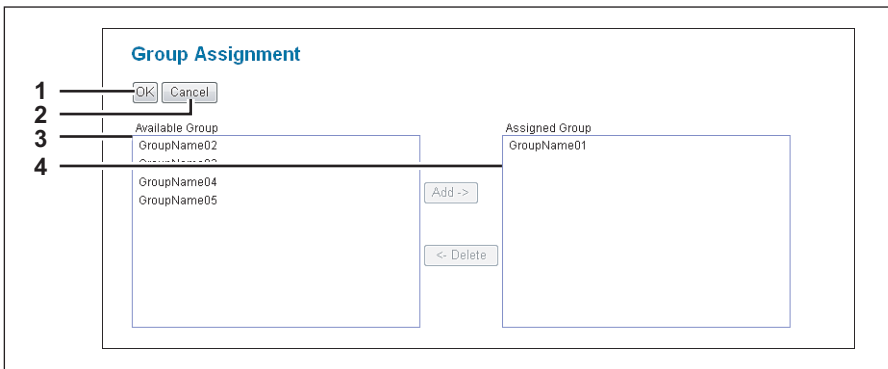 Group Assignment
1
OK Cancel
2
Available Group
Assigned Group
3
GroupName02
GroupName01
4
GroupName04
Add ->
GroupName05
<- Delete